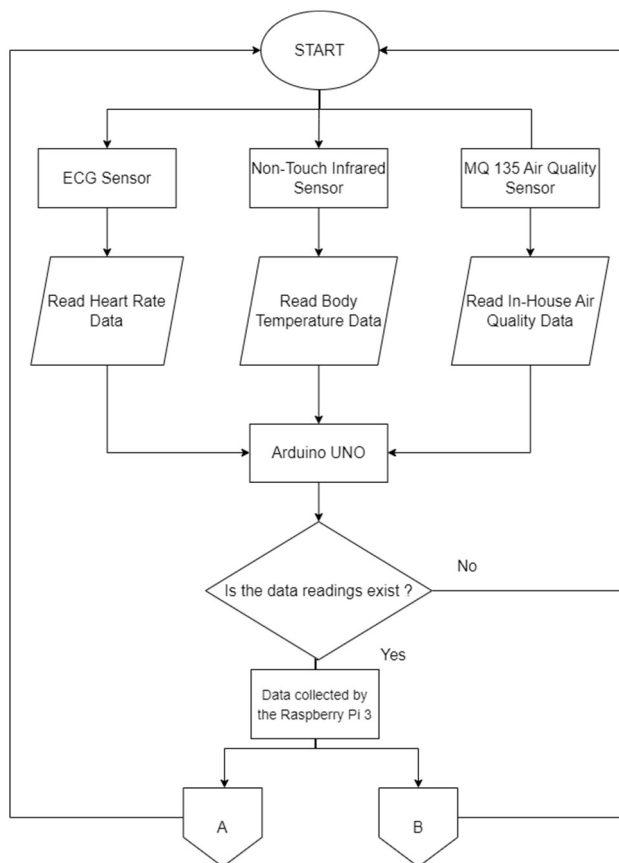 START
ECG Sensor
Non-Touch Infrared
Sensor
MQ 135 Air Quality
Sensor
Read Heart Rate
Data
Read Body
Temperature Data
Read In-House Air
Quality Data
Arduino UNO
Is the data readings exist ?
No
Yes
Data collected by
the Raspberry Pi 3
A
B